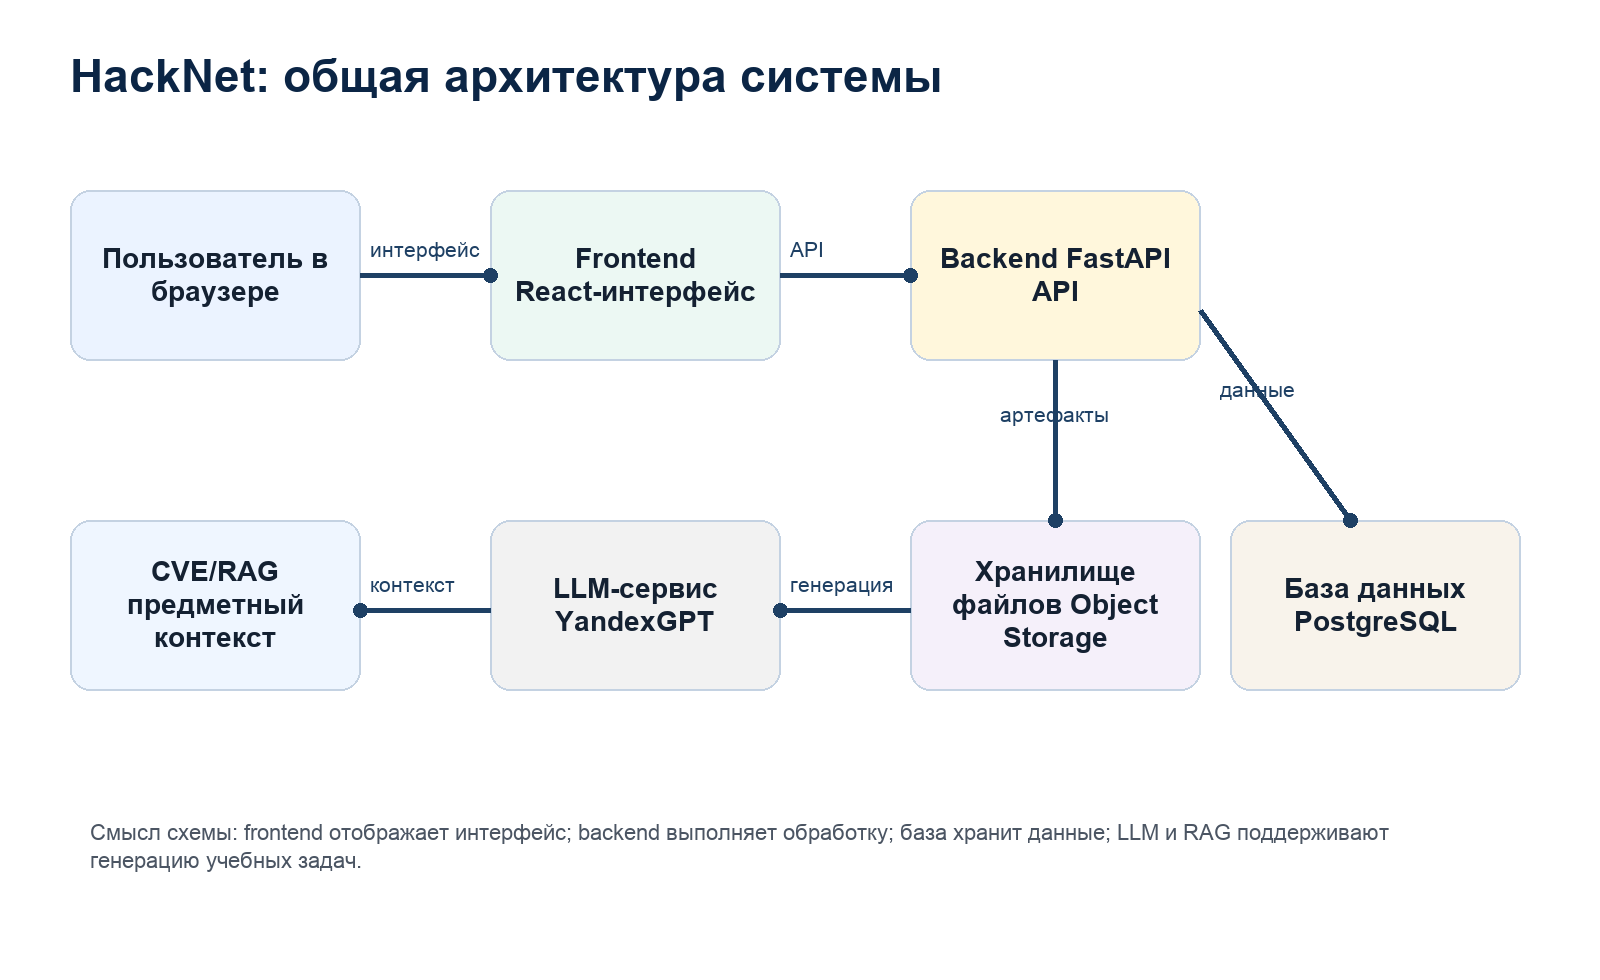 HackNet: общая архитектура системы
Пользователь в
браузере
интерфейс
Frontend
React-интерфейс
API
Backend FastAPI
API
артефакты
данные
CVE/RAG
предметный
контекст
контекст
LLM-сервис
YandexGPT
генерация
Хранилище
файлов Object
Storage
База данных
PostgreSQL
Смысл схемы: frontend отображает интерфейс; backend выполняет обработку; база хранит данные; LLM и RAG поддерживают
генерацию учебных задач.